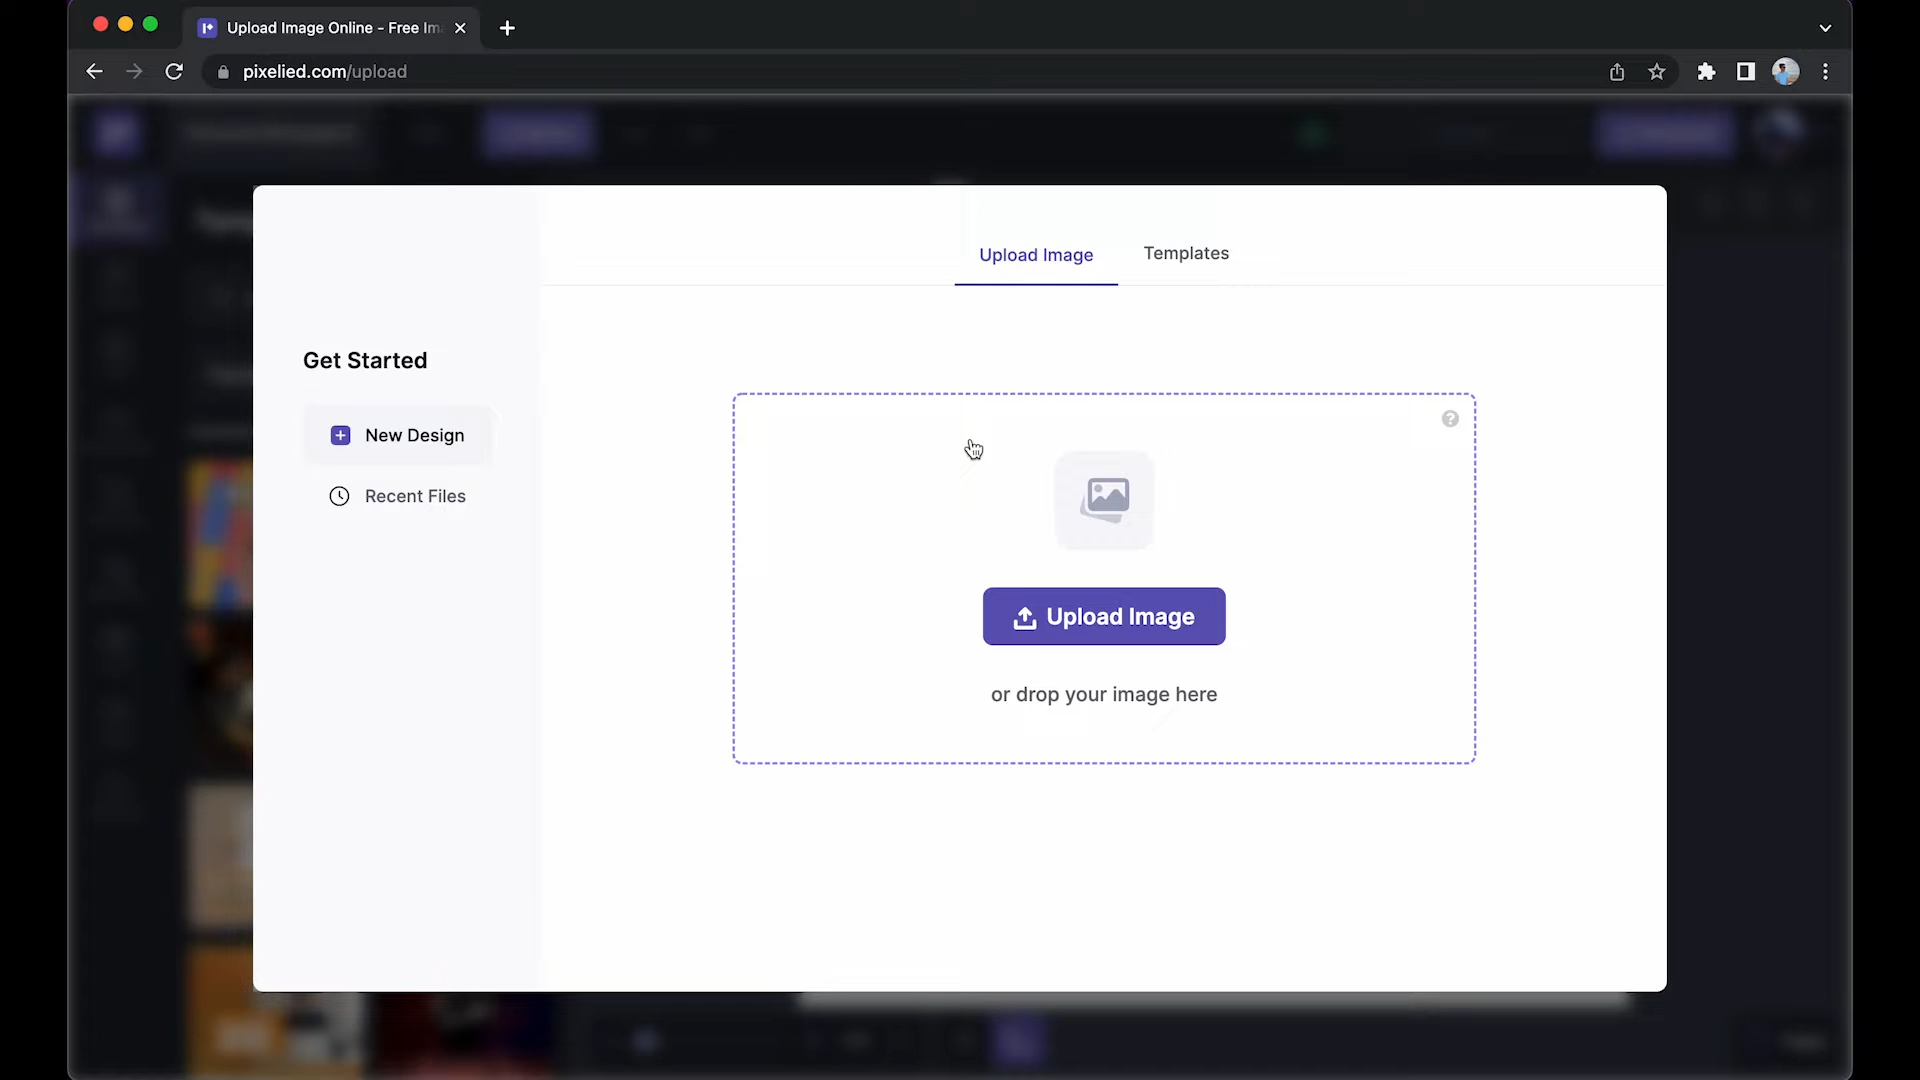 Upload Image Online - Free Im
pixelied.com/upload
Upload Image
Templates
Get Started
New Design
Recent Files
Upload Image
or drop your image here